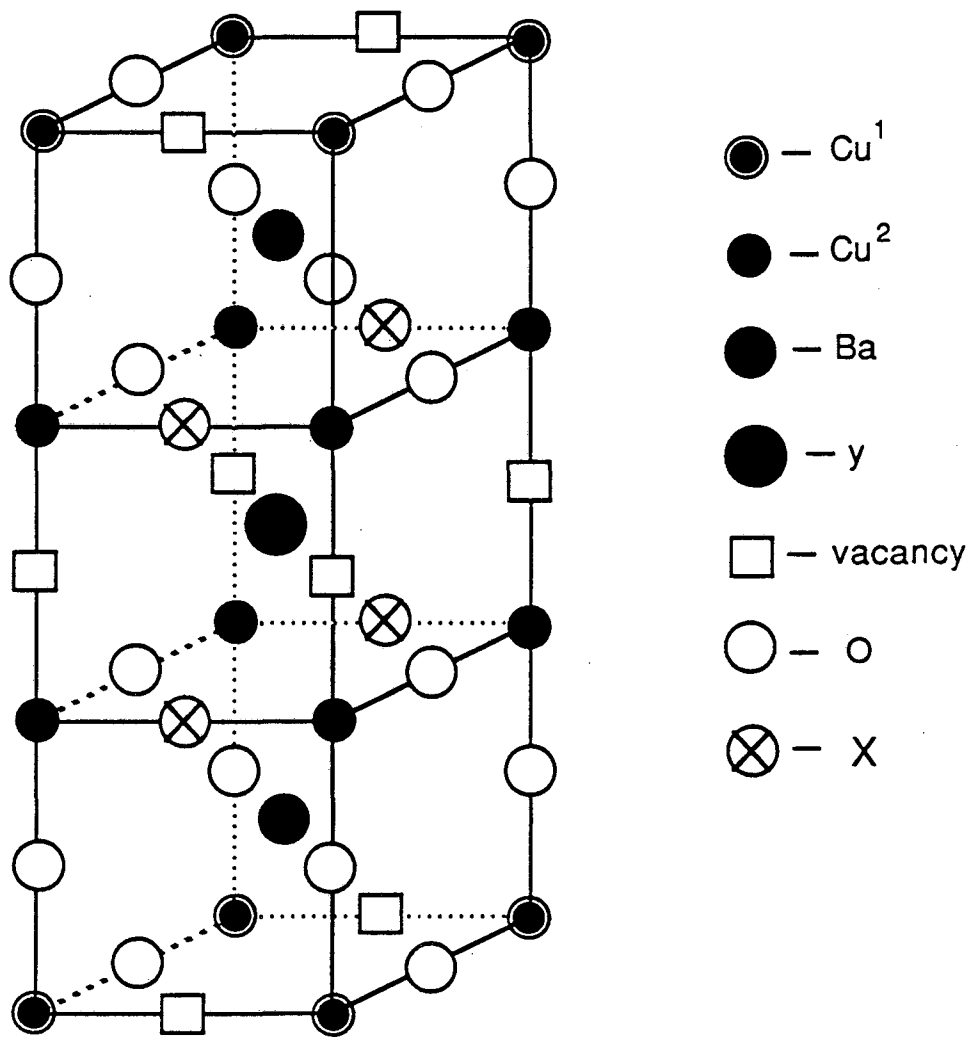 — Cu¹
— Cu²
— Ba
— y
— vacancy
— O
— X